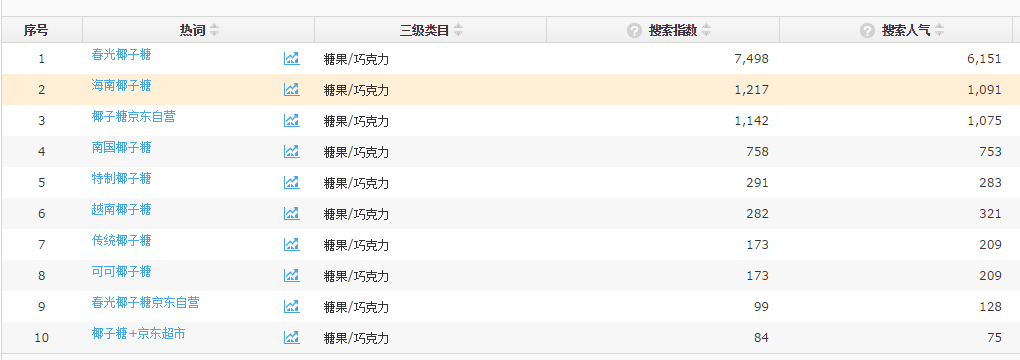 序号 热词 三级类目 搜索指数 搜索人气
1 春光椰子糖 糖果/巧克力 7,498 6,151
2 海南椰子糖 糖果/巧克力 1,217 1,091
3 椰子糖京东自营 糖果/巧克力 1,142 1,075
4 南国椰子糖 糖果/巧克力 758 753
5 特制椰子糖 糖果/巧克力 291 283
6 越南椰子糖 糖果/巧克力 282 321
7 传统椰子糖 糖果/巧克力 173 209
8 可可椰子糖 糖果/巧克力 173 209
9 春光椰子糖京东自营 糖果/巧克力 99 128
10 椰子糖+京东超市 糖果/巧克力 84 75